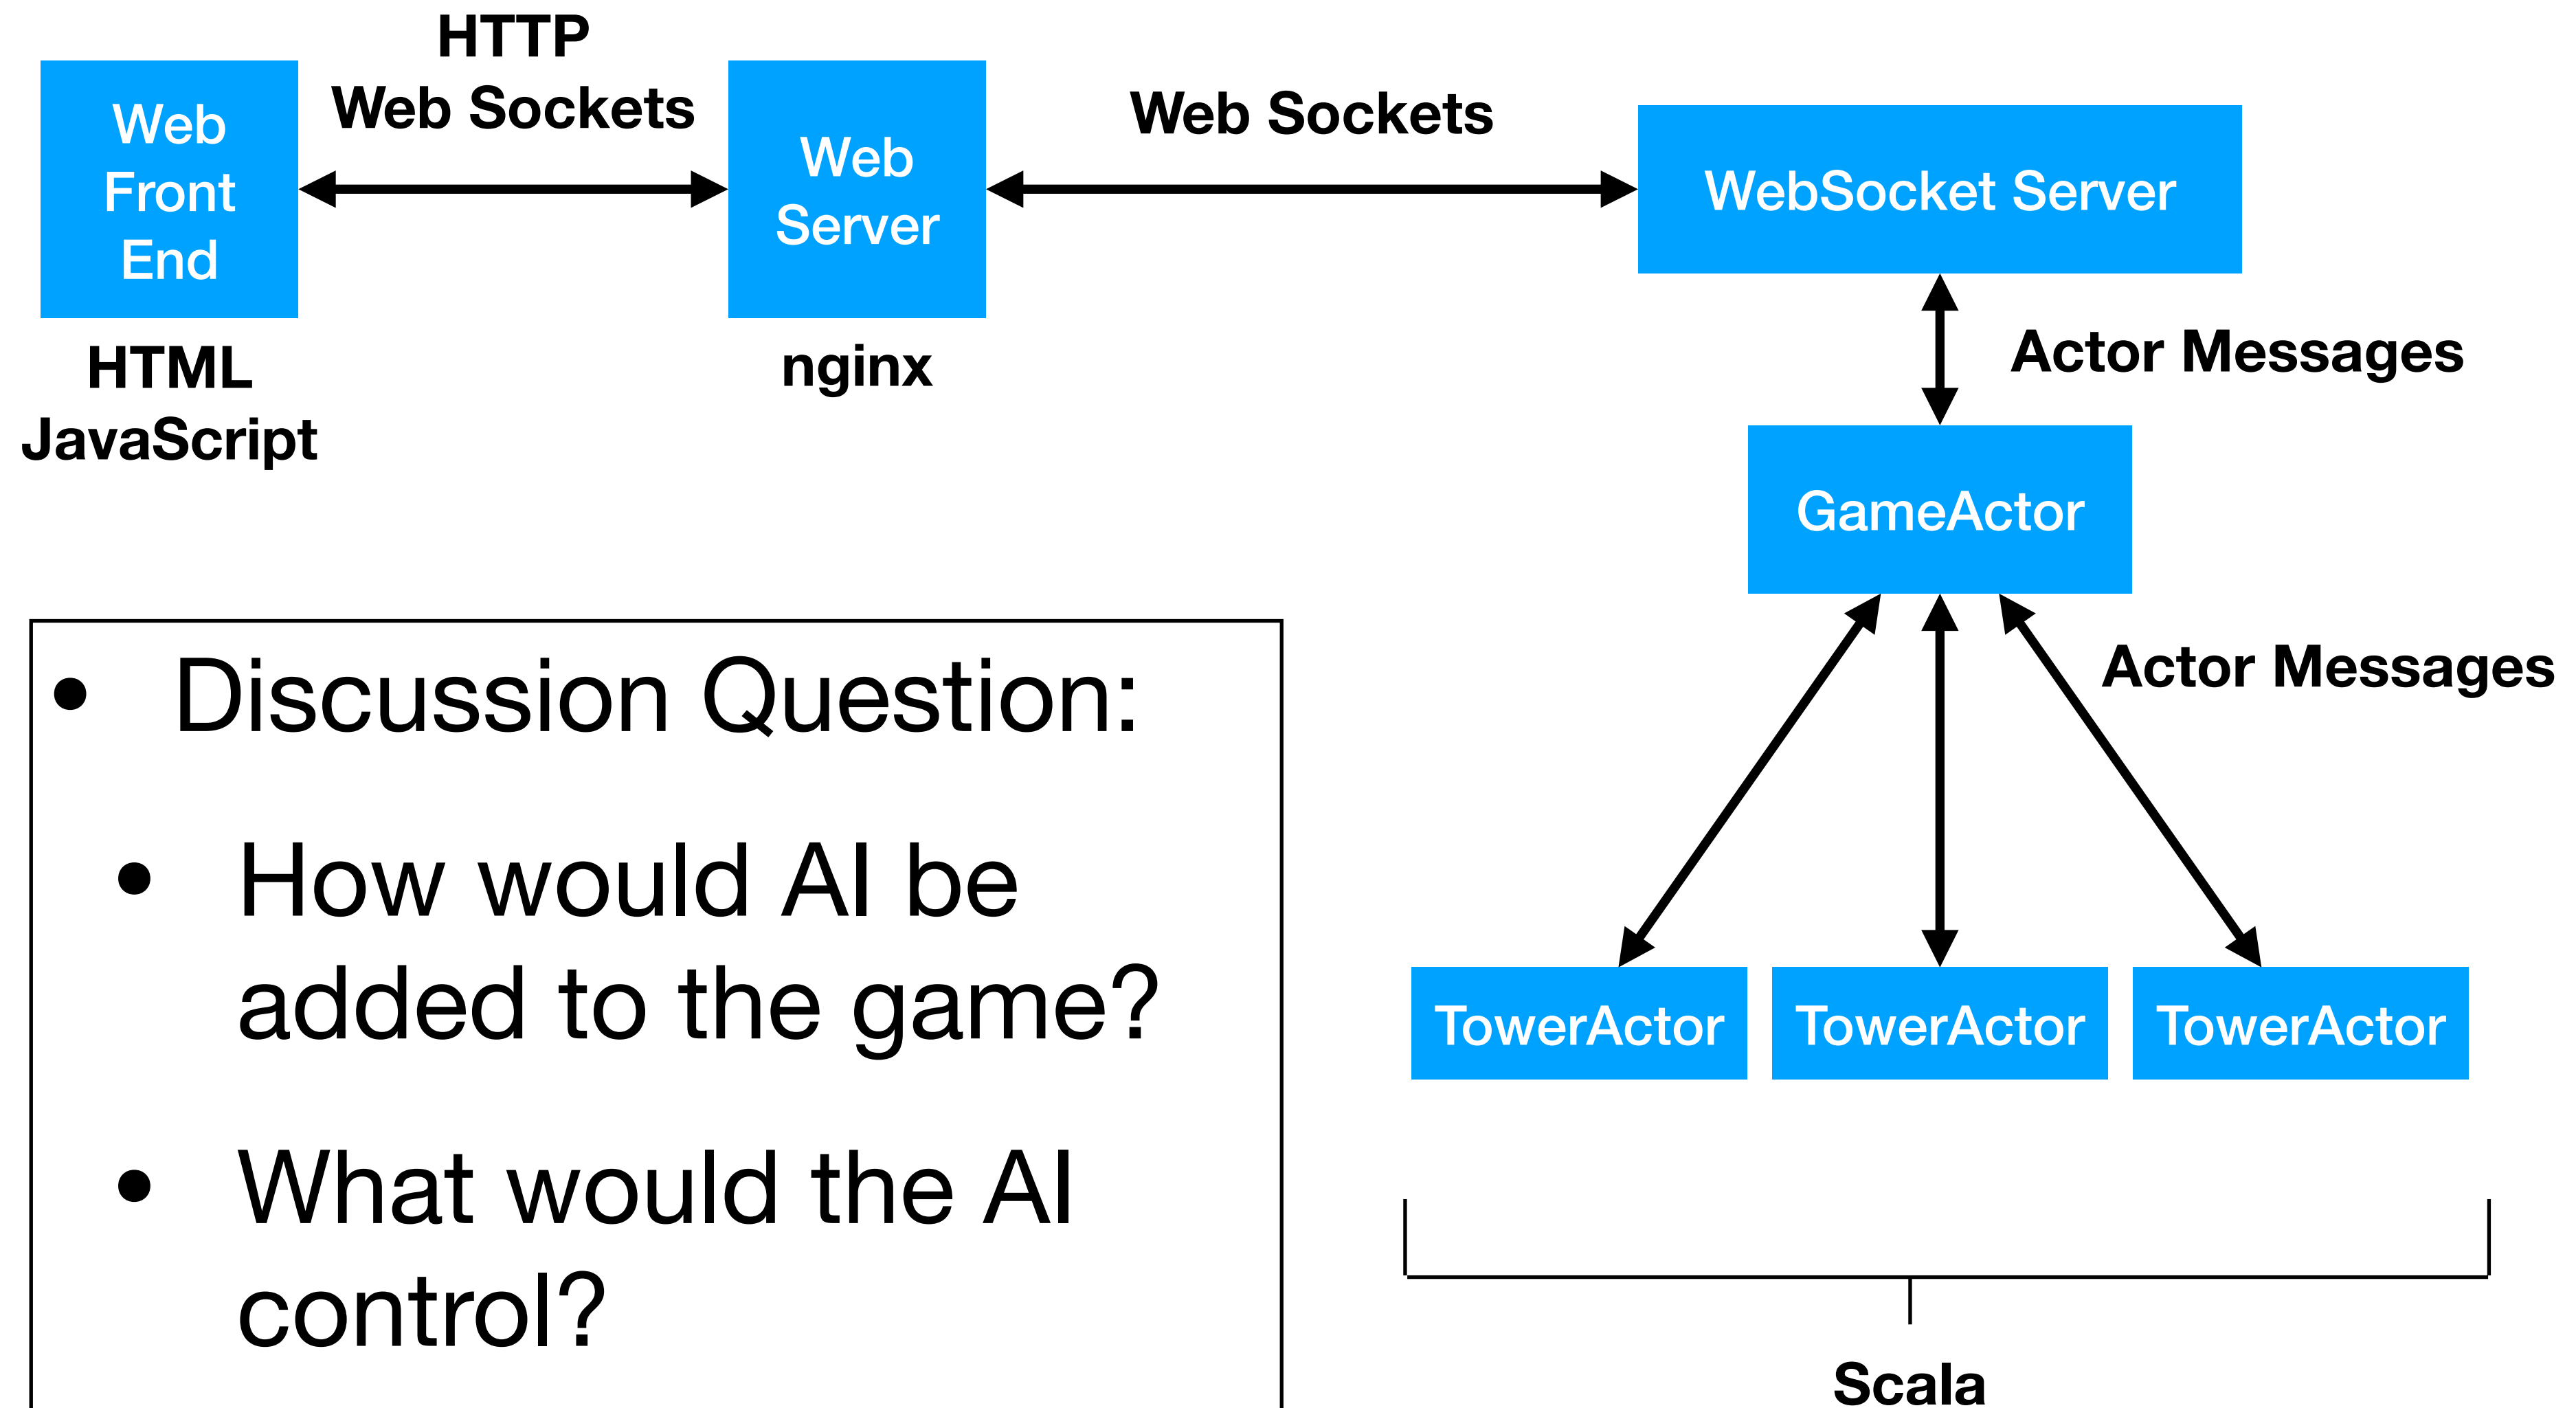 HTTP
Web Sockets
Web
Front
End
HTML
JavaScript
Web
Server
nginx
Web Sockets
WebSocket Server
Actor Messages
GameActor
Actor Messages
TowerActor
TowerActor
TowerActor
Scala
• Discussion Question:
• How would AI be
added to the game?
• What would the AI
control?